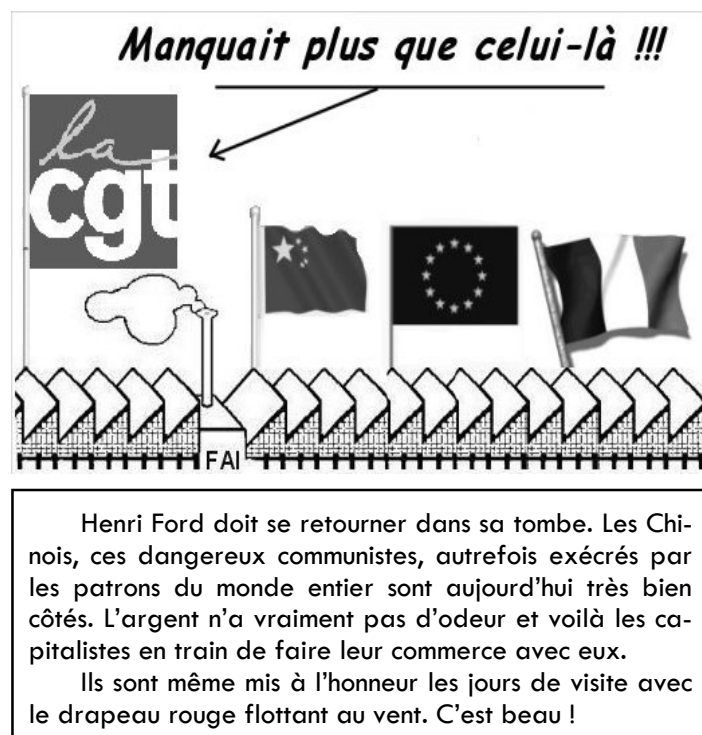 Manquait plus que celui-là !!!
la
cgt
FAI
Henri Ford doit se retourner dans sa tombe. Les Chi-
nois, ces dangereux communistes, autrefois exécrés par
les patrons du monde entier sont aujourd'hui très bien
côtés. L'argent n'a vraiment pas d'odeur et voilà les ca-
pitalistes en train de faire leur commerce avec eux.
Ils sont même mis à l'honneur les jours de visite avec
le drapeau rouge flottant au vent. C'est beau !